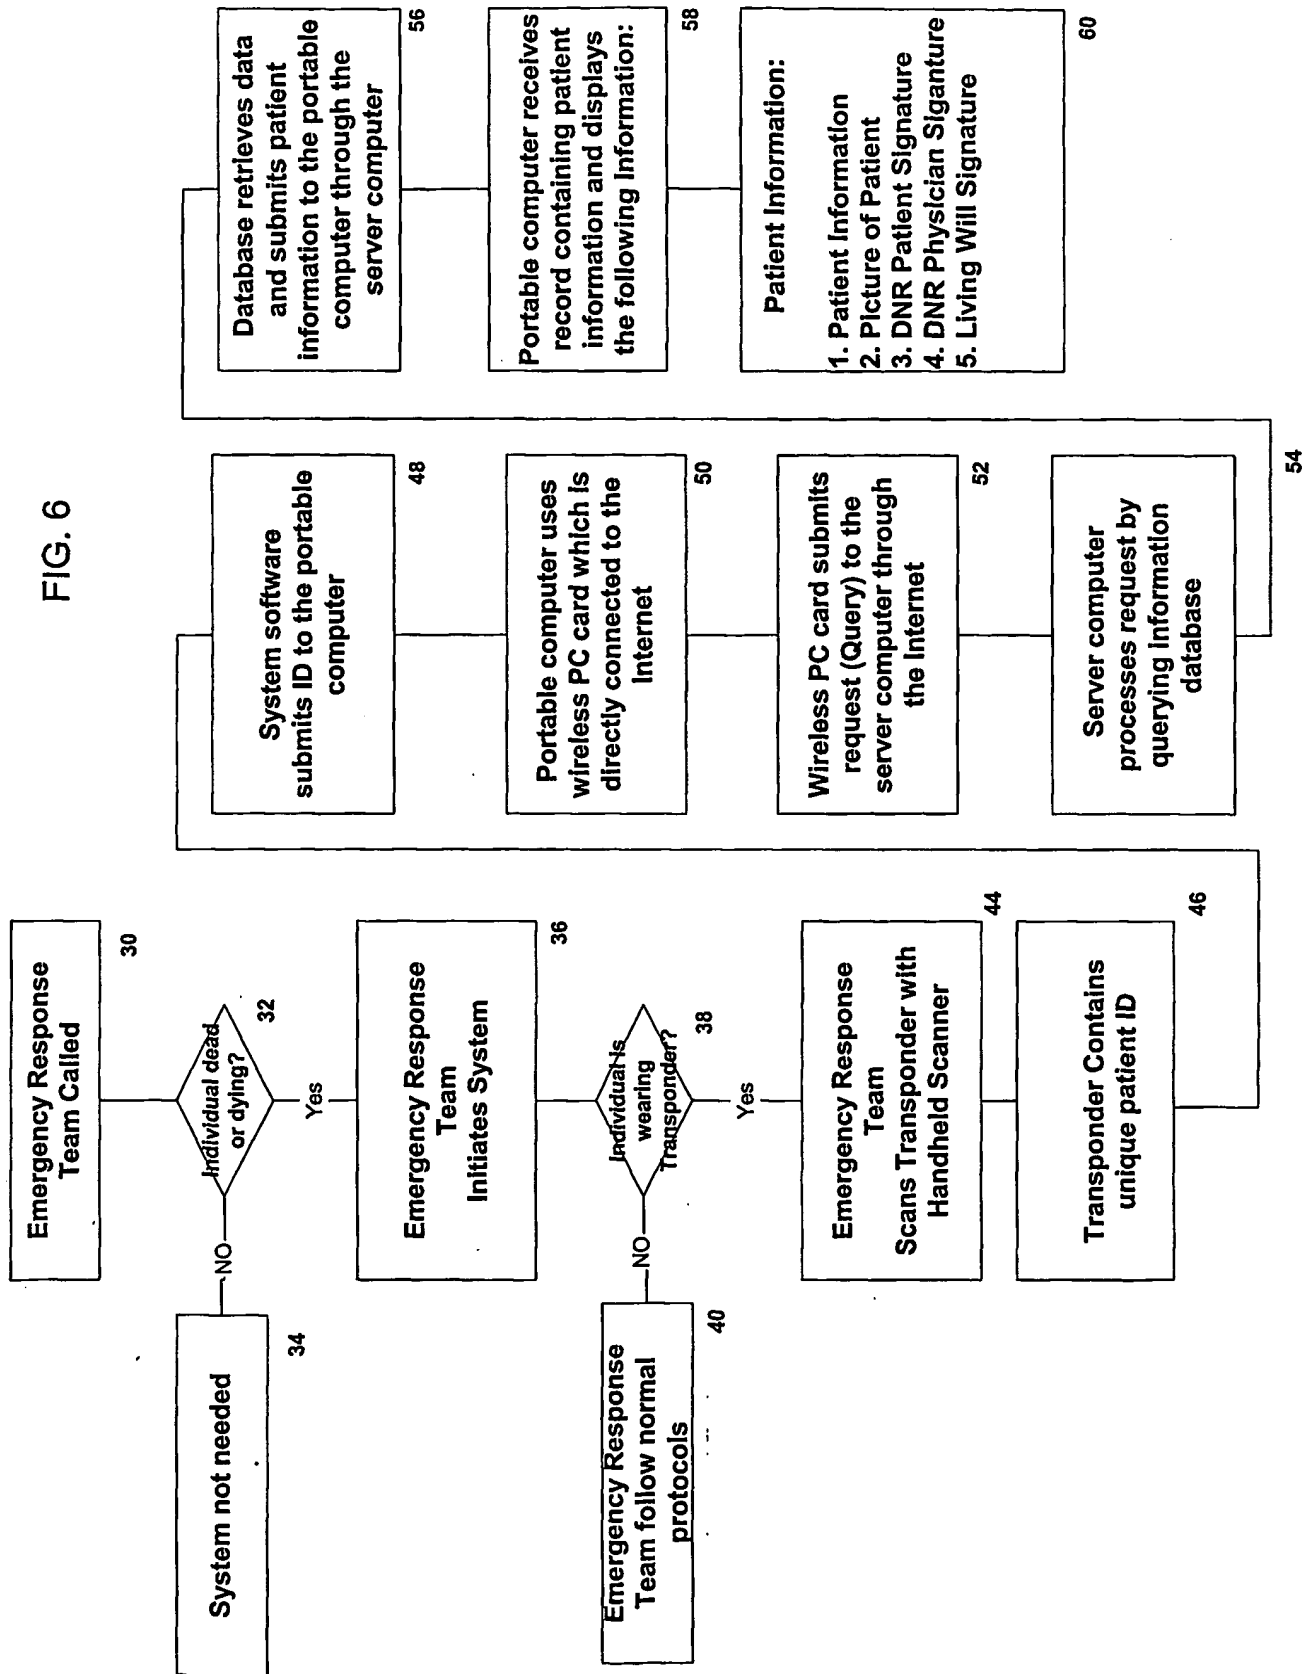 FIG. 6
Emergency Response
Team Called
30
Individual dead
or dying?
32
NO
System not needed
34
Yes
Emergency Response
Team
Initiates System
36
Individual is
wearing
Transponder?
38
NO
Emergency Response
Team follow normal
protocols
40
Yes
Emergency Response
Team
Scans Transponder with
Handheld Scanner
44
Transponder Contains
unique patient ID
46
System software
submits ID to the portable
computer
48
Portable computer uses
wireless PC card which is
directly connected to the
Internet
50
Wireless PC card submits
request (Query) to the
server computer through
the Internet
52
Server computer
processes request by
querying information
database
54
Database retrieves data
and submits patient
information to the portable
computer through the
server computer
56
Portable computer receives
record containing patient
information and displays
the following Information:
58
Patient Information:
1. Patient Information
2. Picture of Patient
3. DNR Patient Signature
4. DNR Physician Siganture
5. Living Will Signature
60